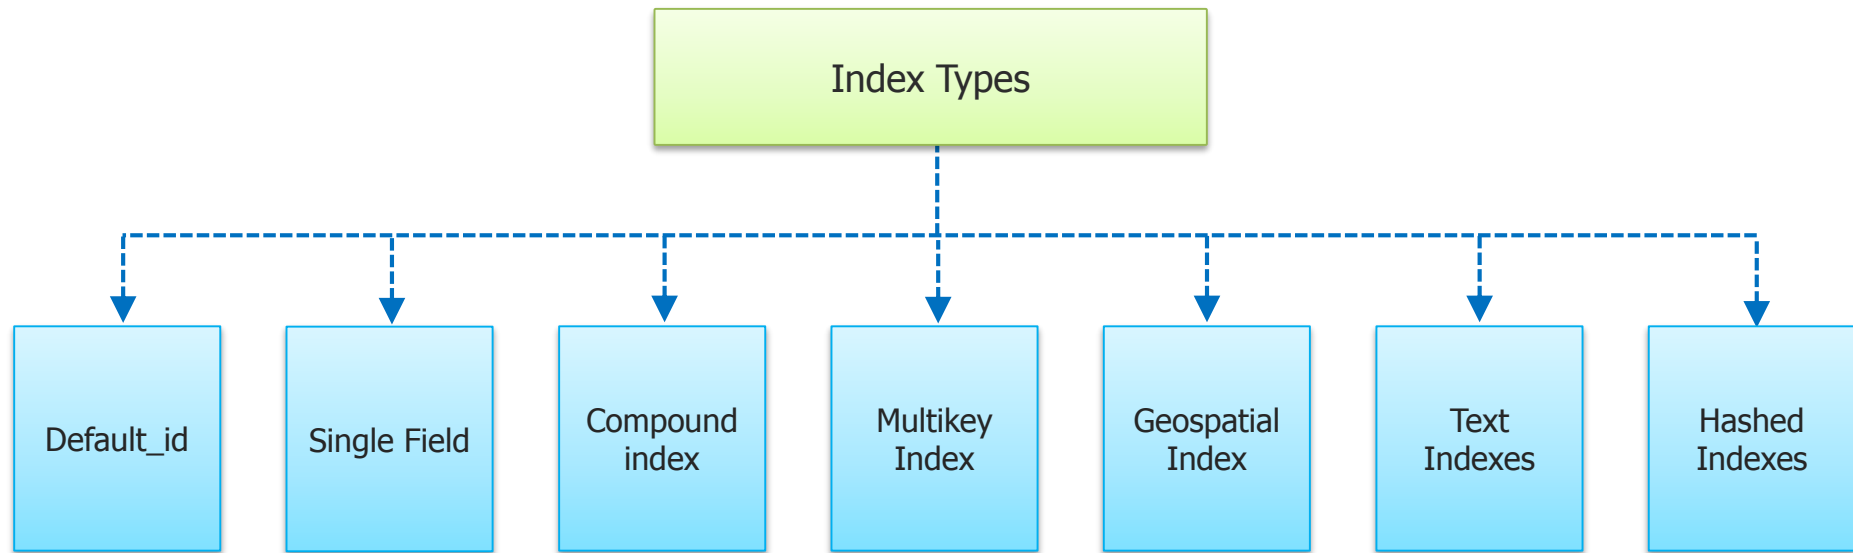 Index Types
Default_id
Single Field
Compound
index
Multikey
Index
Geospatial
Index
Text
Indexes
Hashed
Indexes